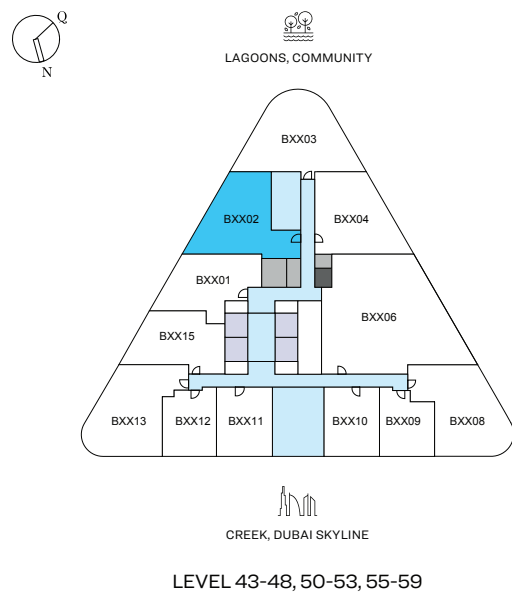 Q
N
LAGOONS, COMMUNITY
BXX03
BXX02
BXX04
BXX01
BXX06
BXX15
BXX13
BXX12
BXX11
BXX10
BXX09
BXX08
CREEK, DUBAI SKYLINE
LEVEL 43-48, 50-53, 55-59